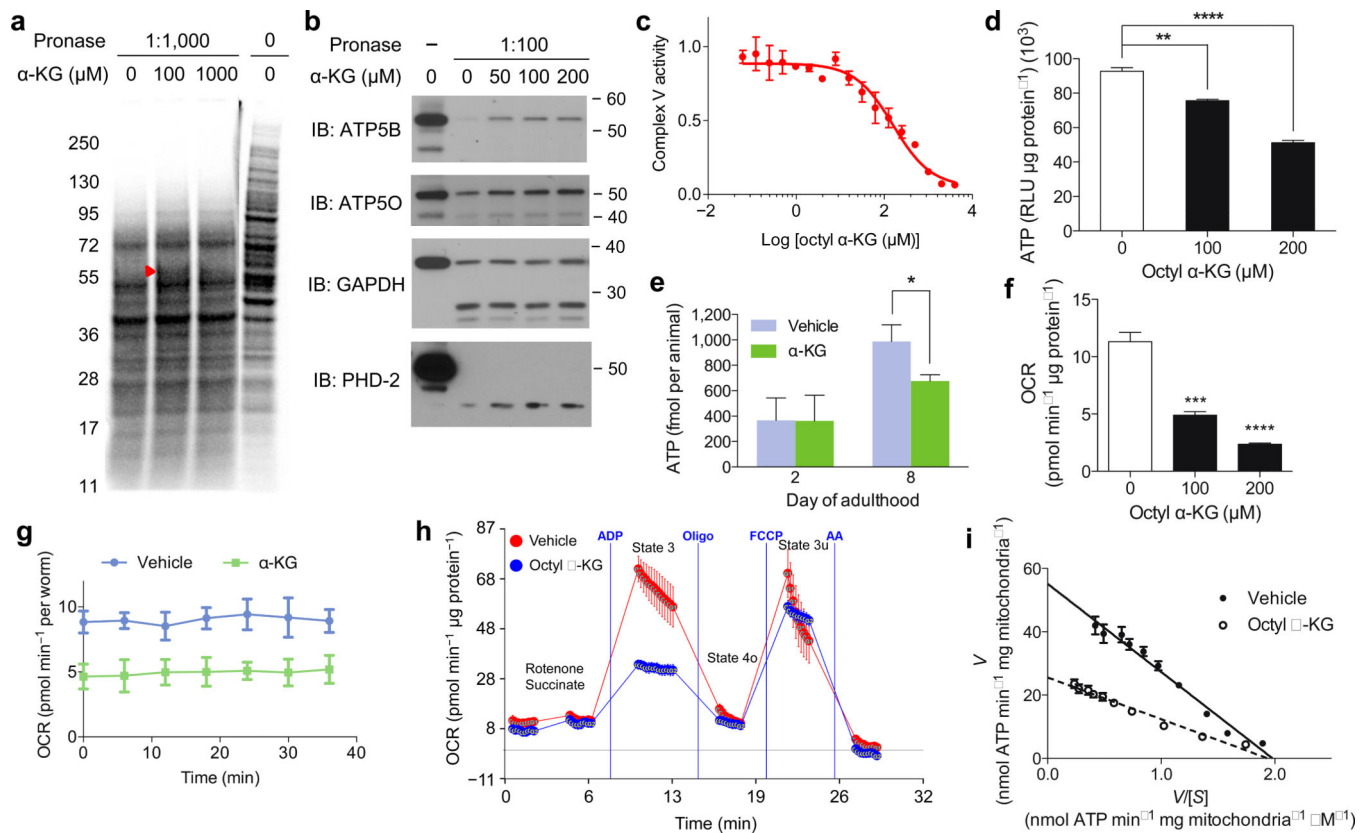 a
Pronase 1:1,000 0
α-KG (μM) 0 100 1000 0
250
130
95
72
55
36
28
17
11
b
Pronase – 1:100
α-KG (μM) 0 0 50 100 200
IB: ATP5B
60
50
IB: ATP5O
50
40
IB: GAPDH
40
30
IB: PHD-2
50
c
Complex V activity
1.0
0.5
0.0
−2 0 2 4
Log [octyl α-KG (μM)]
d
ATP (RLU μg protein□1) (10³)
100
80
60
40
20
0
**
****
0 100 200
Octyl α-KG (μM)
e
ATP (fmol per animal)
1,200
1,000
800
600
400
200
0
Vehicle
α-KG
*
2 8
Day of adulthood
f
OCR
(pmol min□1 μg protein□1)
15
10
5
0
***
****
0 100 200
Octyl α-KG (μM)
g
OCR (pmol min−1 per worm)
Vehicle α-KG
10
5
0
0 10 20 30 40
Time (min)
h
OCR (pmol min−1 μg protein−1)
87
68
48
28
8
−11
Vehicle
Octyl □-KG
ADP Oligo FCCP AA
State 3 State 3u
Rotenone
Succinate
State 4o
0 6 13 19 26 32
Time (min)
i
V
(nmol ATP min□1 mg mitochondria□1)
60
40
20
0
Vehicle
Octyl □-KG
0.0 1.0 2.0
V/[S]
(nmol ATP min□1 mg mitochondria□1 □M□1)